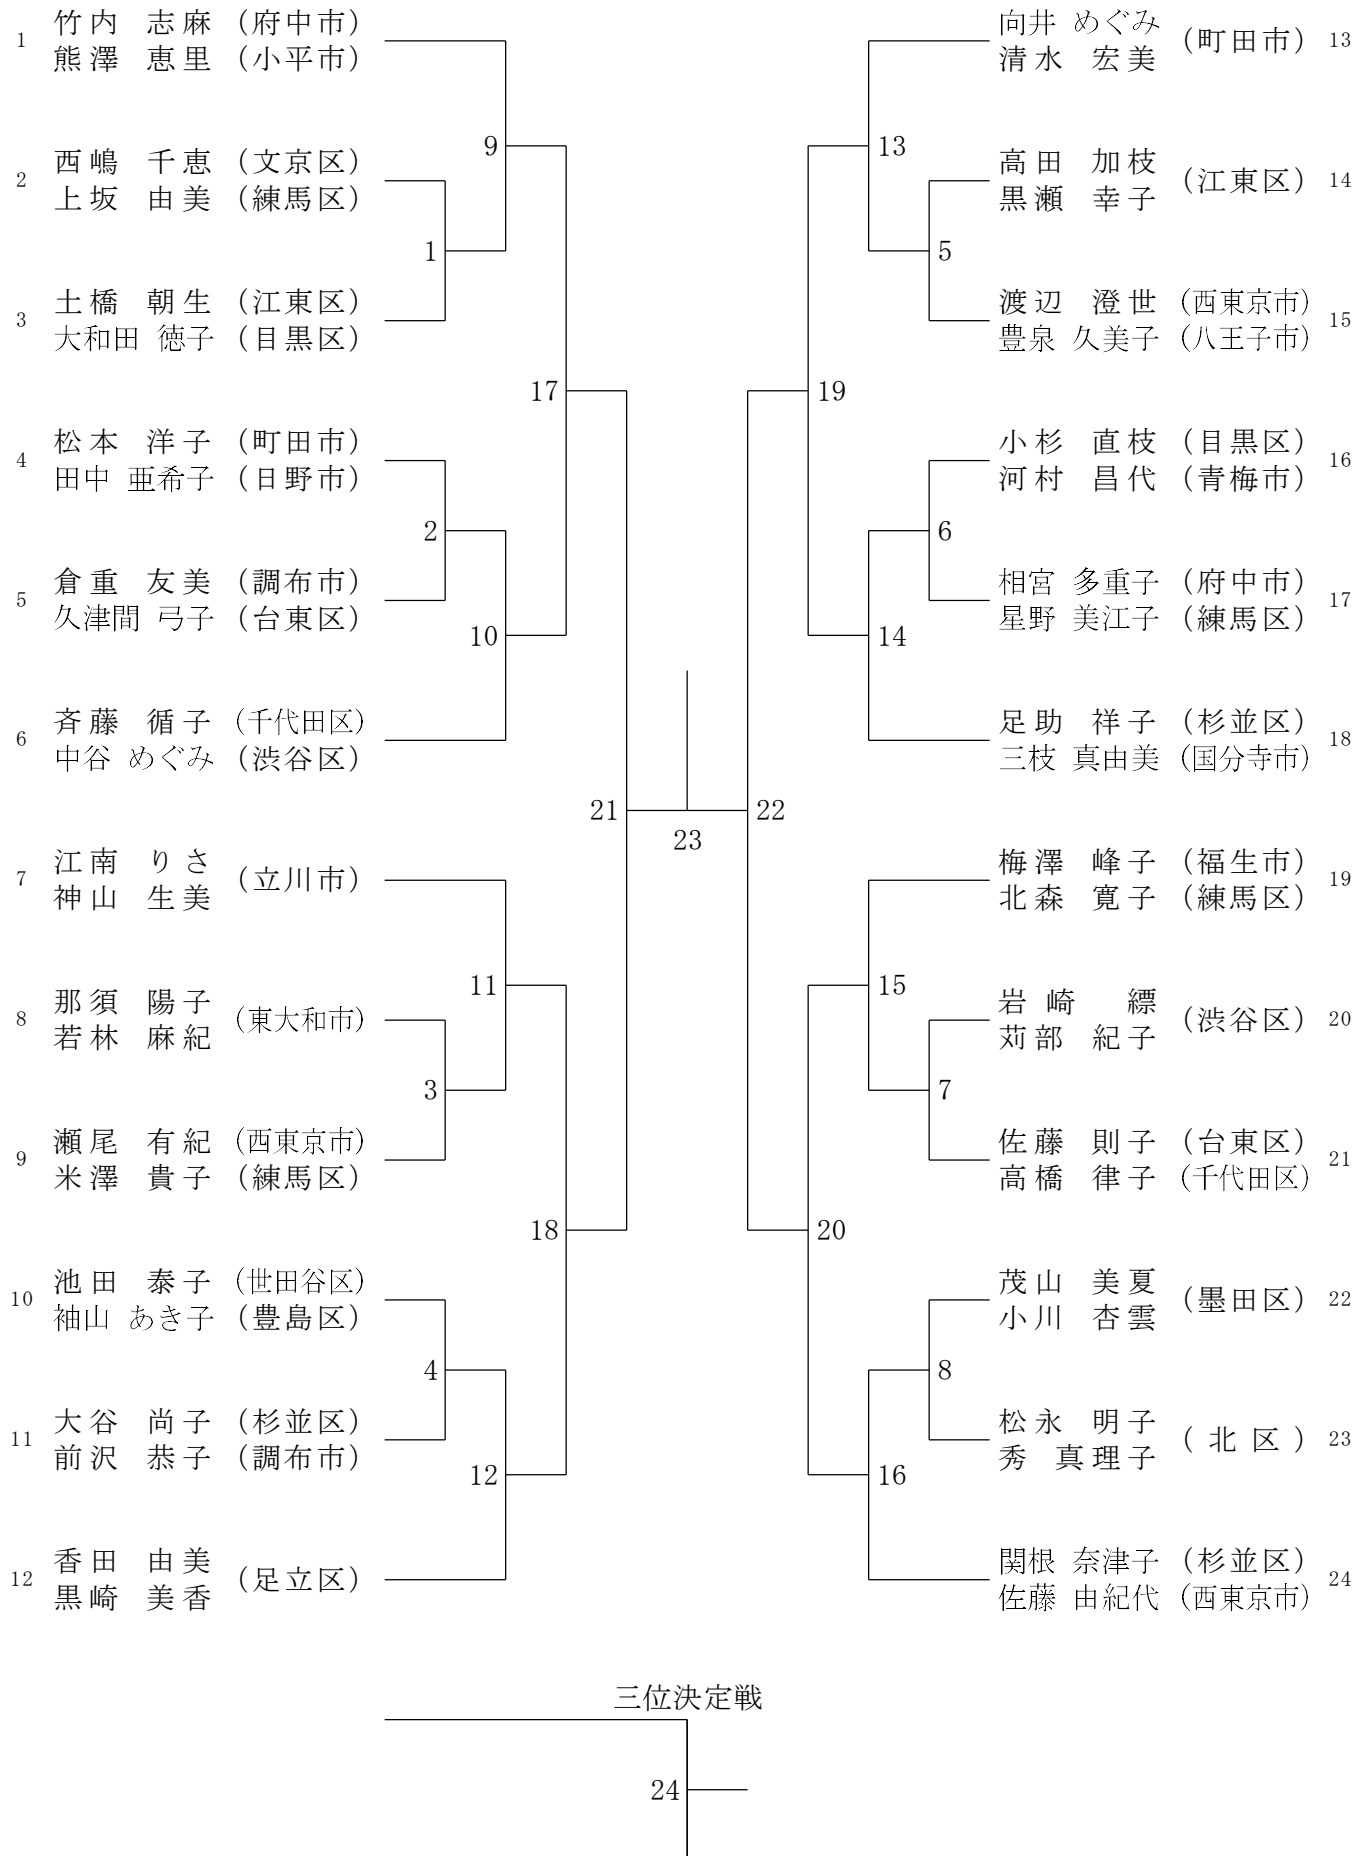 1 竹内 志麻 (府中市)
熊澤 恵里 (小平市)
2 西嶋 千恵 (文京区)
上坂 由美 (練馬区)
3 土橋 朝生 (江東区)
大和田 徳子 (目黒区)
4 松本 洋子 (町田市)
田中 亜希子 (日野市)
5 倉重 友美 (調布市)
久津間 弓子 (台東区)
6 斉藤 循子 (千代田区)
中谷 めぐみ (渋谷区)
7 江南 りさ (立川市)
神山 生美
8 那須 陽子 (東大和市)
若林 麻紀
9 瀬尾 有紀 (西東京市)
米澤 貴子 (練馬区)
10 池田 泰子 (世田谷区)
袖山 あき子 (豊島区)
11 大谷 尚子 (杉並区)
前沢 恭子 (調布市)
12 香田 由美 (足立区)
黒崎 美香
1
2
3
4
9
10
11
12
17
18
21
23
22
19
20
13
14
15
16
5
6
7
8
向井 めぐみ (町田市) 13
清水 宏美
高田 加枝 (江東区) 14
黒瀬 幸子
渡辺 澄世 (西東京市) 15
豊泉 久美子 (八王子市)
小杉 直枝 (目黒区) 16
河村 昌代 (青梅市)
相宮 多重子 (府中市) 17
星野 美江子 (練馬区)
足助 祥子 (杉並区) 18
三枝 真由美 (国分寺市)
梅澤 峰子 (福生市) 19
北森 寛子 (練馬区)
岩崎 縹 (渋谷区) 20
苅部 紀子
佐藤 則子 (台東区) 21
高橋 律子 (千代田区)
茂山 美夏 (墨田区) 22
小川 杏雲
松永 明子 (北区) 23
秀 真理子
関根 奈津子 (杉並区) 24
佐藤 由紀代 (西東京市)
三位決定戦
24